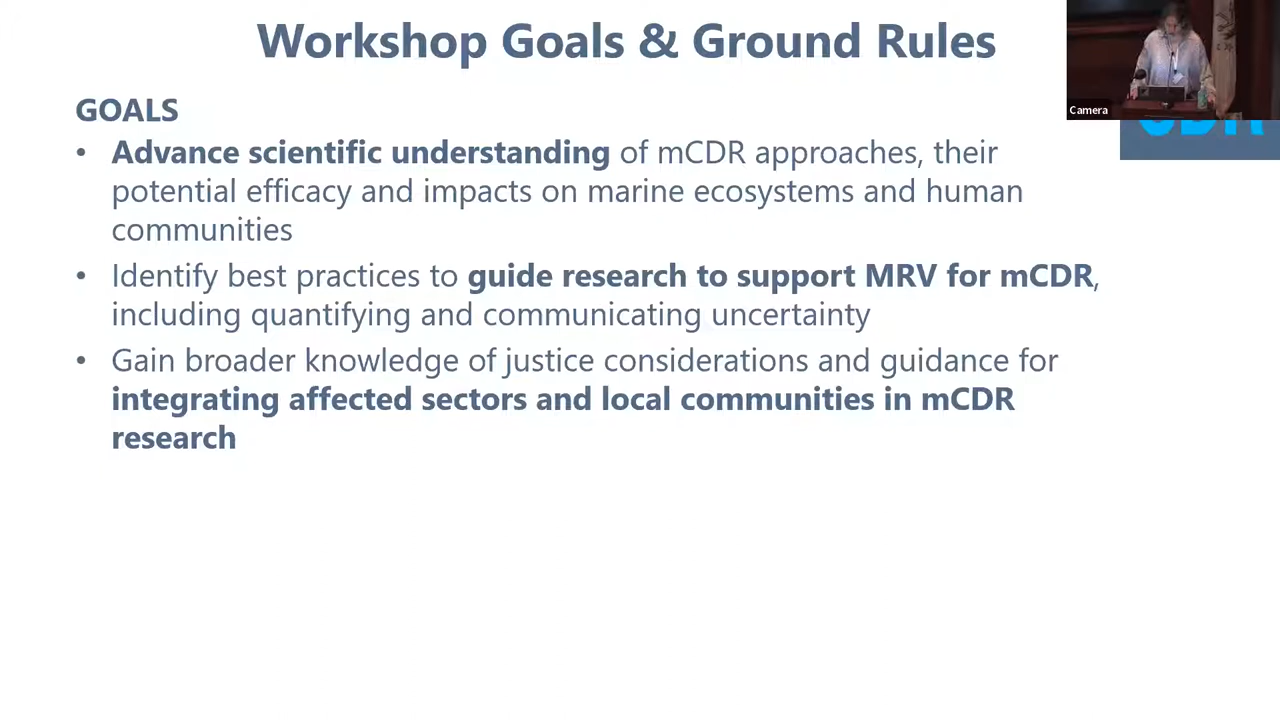 Workshop Goals & Ground Rules
Camera
GOALS
• Advance scientific understanding of mCDR approaches, their
potential efficacy and impacts on marine ecosystems and human
communities
• Identify best practices to guide research to support MRV for mCDR,
including quantifying and communicating uncertainty
• Gain broader knowledge of justice considerations and guidance for
integrating affected sectors and local communities in mCDR
research